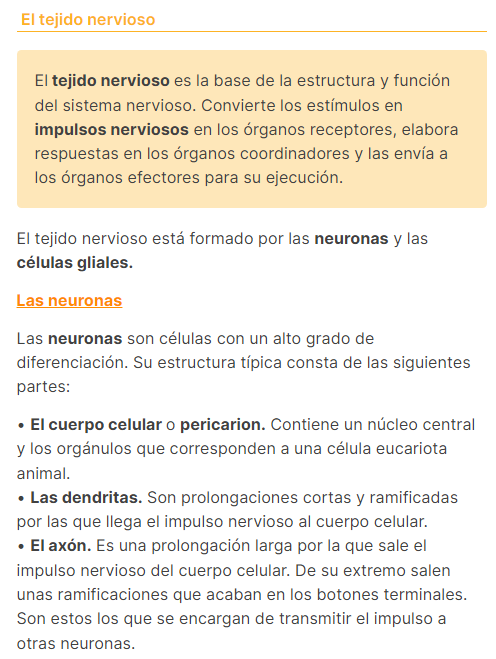 El tejido nervioso
El tejido nervioso es la base de la estructura y función
del sistema nervioso. Convierte los estímulos en
impulsos nerviosos en los órganos receptores, elabora
respuestas en los órganos coordinadores y las envía a
los órganos efectores para su ejecución.
El tejido nervioso está formado por las neuronas y las
células gliales.
Las neuronas
Las neuronas son células con un alto grado de
diferenciación. Su estructura típica consta de las siguientes
partes:
• El cuerpo celular o pericarion. Contiene un núcleo central
y los orgánulos que corresponden a una célula eucariota
animal.
• Las dendritas. Son prolongaciones cortas y ramificadas
por las que llega el impulso nervioso al cuerpo celular.
• El axón. Es una prolongación larga por la que sale el
impulso nervioso del cuerpo celular. De su extremo salen
unas ramificaciones que acaban en los botones terminales.
Son estos los que se encargan de transmitir el impulso a
otras neuronas.